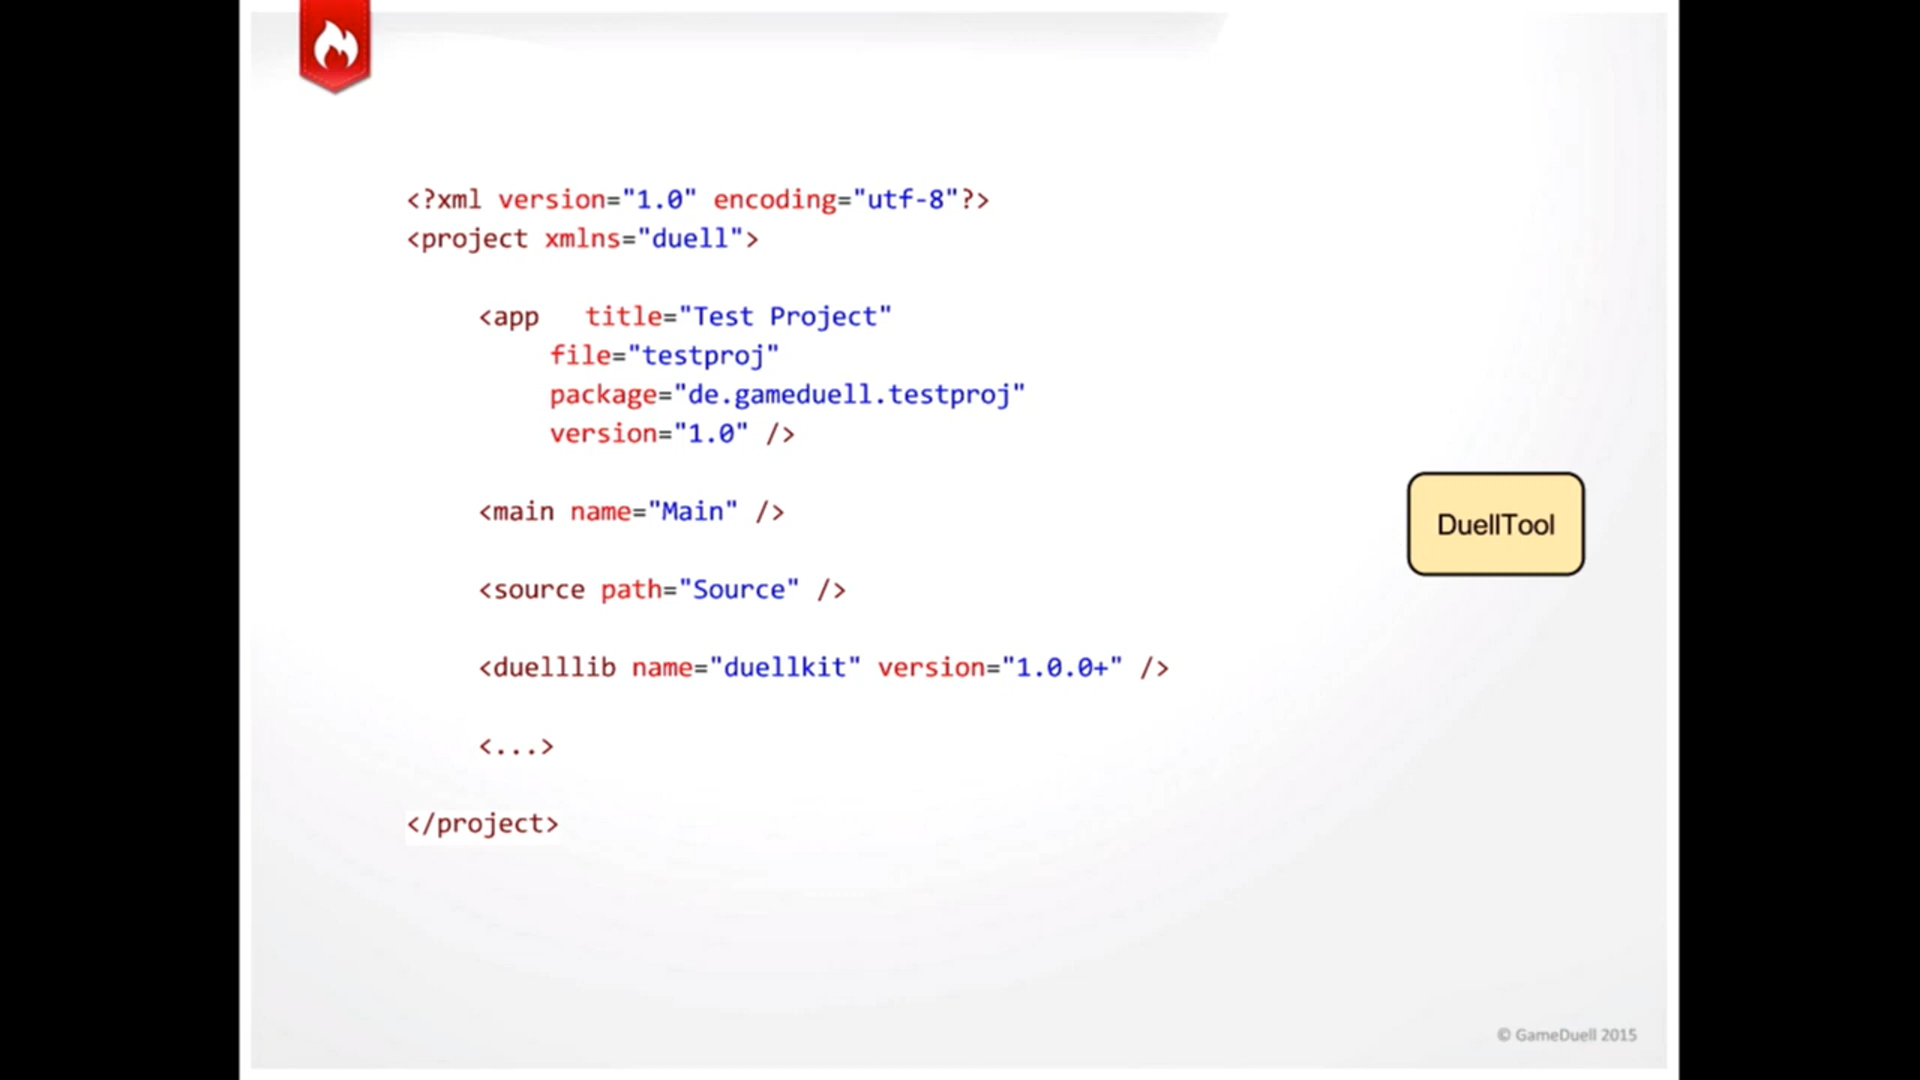 <?xml version="1.0" encoding="utf-8"?>
<project xmlns="duell">
<app title="Test Project"
file="testproj"
package="de.gameduell.testproj"
version="1.0" />
<main name="Main" />
<source path="Source" />
<duelllib name="duellkit" version="1.0.0+" />
<...>
</project>
DuellTool
© GameDuell 2015